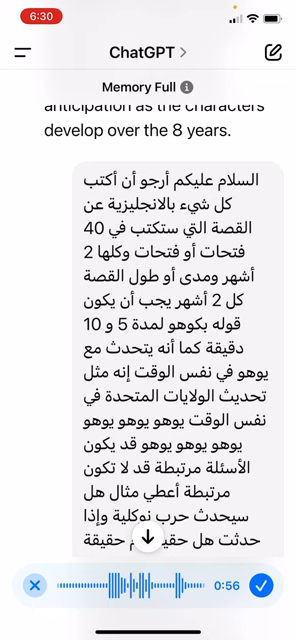 6:30
ChatGPT >
Memory Full
anticipation as the characters
develop over the 8 years.
السلام عليكم أرجو أن أكتب
كل شيء بالانجليزية عن
القصة التي ستكتب في 40
فتحات أو فتحات وكلها 2
أشهر ومدى أو طول القصة
كل 2 أشهر يجب أن يكون
قوله بكوهو لمدة 5 و 10
دقيقة كما أنه يتحدث مع
يوهو في نفس الوقت إنه مثل
تحديث الولايات المتحدة في
نفس الوقت يوهو يوهو يوهو
يوهو يوهو يوهو قد يكون
الأسئلة مرتبطة قد لا تكون
مرتبطة أعطي مثال هل
سيحدث حرب نوكلية وإذا
حدثت هل حقيقة
0:56